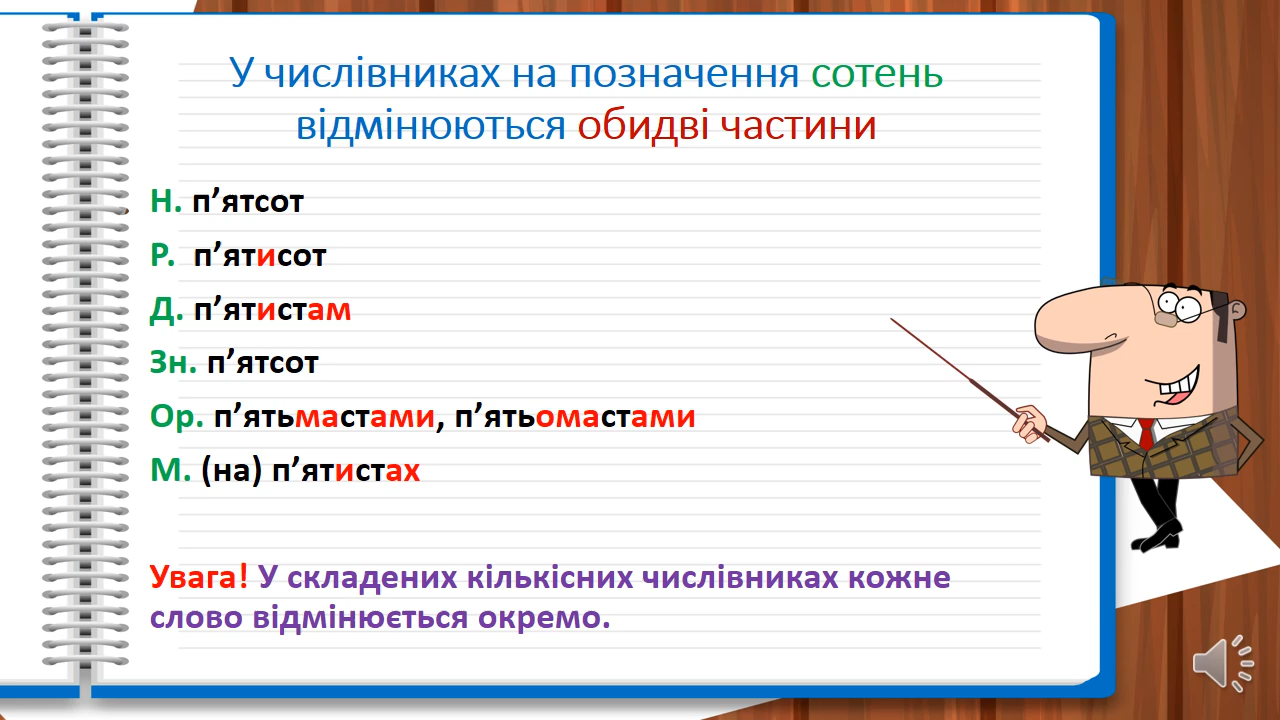 У числівниках на позначення сотень
відмінюються обидві частини
Н. п’ятсот
Р. п’ятисот
Д. п’ятистам
Зн. п’ятсот
Ор. п’ятьмастами, п’ятьомастами
М. (на) п’ятистах
Увага! У складених кількісних числівниках кожне
слово відмінюється окремо.